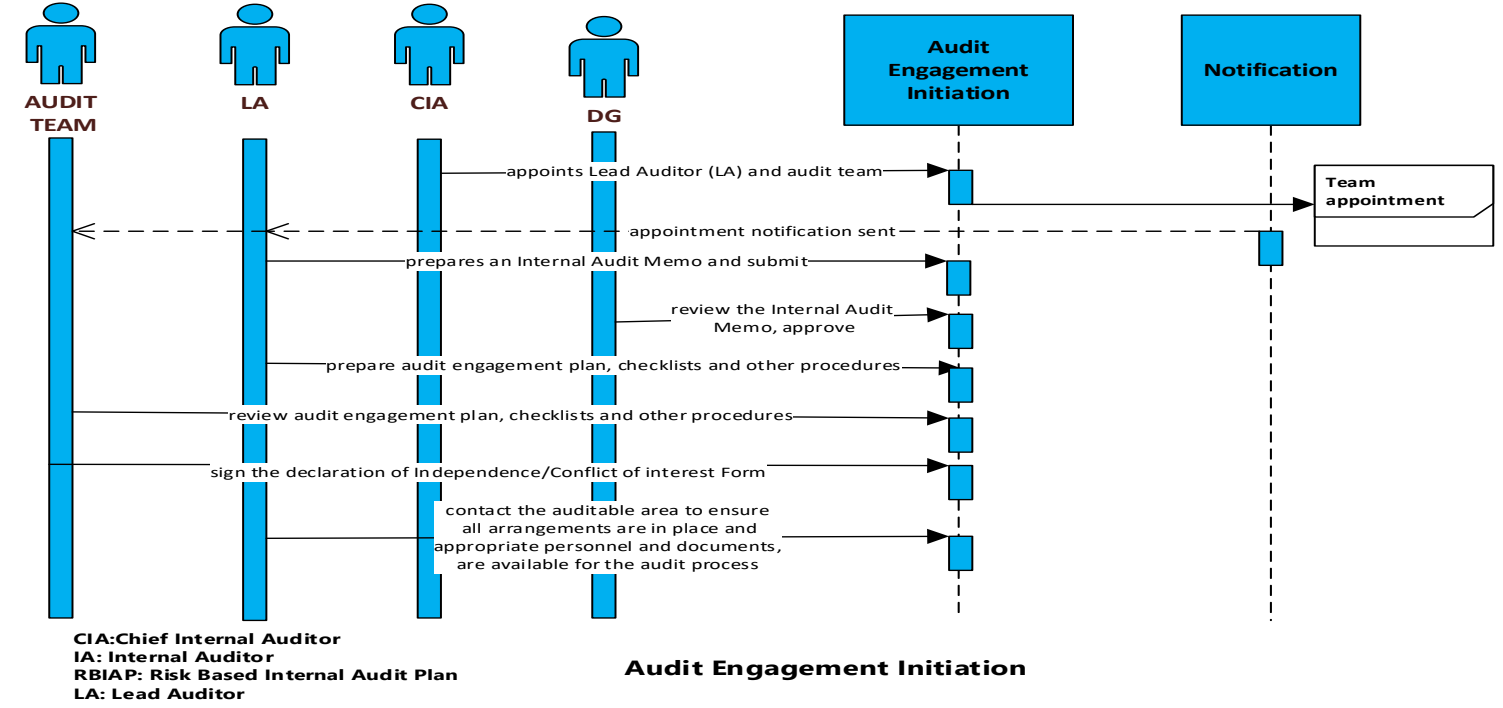 AUDIT
TEAM
LA
CIA
DG
Audit
Engagement
Initiation
Notification
appoints Lead Auditor (LA) and audit team
Team
appointment
appointment notification sent
prepares an Internal Audit Memo and submit
review the Internal Audit
Memo, approve
prepare audit engagement plan, checklists and other procedures
review audit engagement plan, checklists and other procedures
sign the declaration of Independence/Conflict of interest Form
contact the auditable area to ensure
all arrangements are in place and
appropriate personnel and documents,
are available for the audit process
CIA:Chief Internal Auditor
IA: Internal Auditor
RBIAP: Risk Based Internal Audit Plan
LA: Lead Auditor
Audit Engagement Initiation